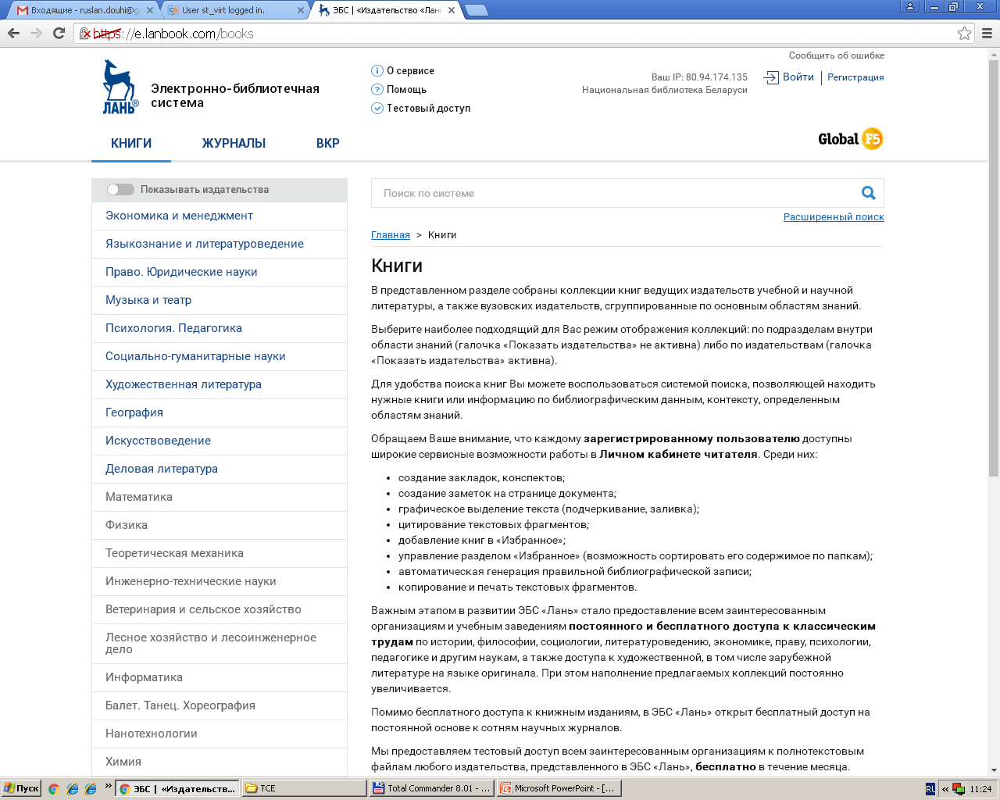 Входящие - ruslan.douhi@g
User st_virt logged in.
ЭБС | «Издательство «Лань
https://e.lanbook.com/books
Сообщить об ошибке
ЛАНЬ®
Электронно-библиотечная
система
О сервисе
Помощь
Тестовый доступ
Ваш IP: 80.94.174.135
Национальная библиотека Беларуси
Войти
Регистрация
КНИГИ
ЖУРНАЛЫ
ВКР
Global F5
Показывать издательства
Экономика и менеджмент
Языкознание и литературоведение
Право. Юридические науки
Музыка и театр
Психология. Педагогика
Социально-гуманитарные науки
Художественная литература
География
Искусствоведение
Деловая литература
Математика
Физика
Теоретическая механика
Инженерно-технические науки
Ветеринария и сельское хозяйство
Лесное хозяйство и лесоинженерное
дело
Информатика
Балет. Танец. Хореография
Нанотехнологии
Химия
Поиск по системе
Расширенный поиск
Главная > Книги
Книги
В представленном разделе собраны коллекции книг ведущих издательств учебной и научной
литературы, а также вузовских издательств, сгруппированные по основным областям знаний.
Выберите наиболее подходящий для Вас режим отображения коллекций: по подразделам внутри
области знаний (галочка «Показать издательства» не активна) либо по издательствам (галочка
«Показать издательства» активна).
Для удобства поиска книг Вы можете воспользоваться системой поиска, позволяющей находить
нужные книги или информацию по библиографическим данным, контексту, определенным
областям знаний.
Обращаем Ваше внимание, что каждому зарегистрированному пользователю доступны
широкие сервисные возможности работы в Личном кабинете читателя. Среди них:
• создание закладок, конспектов;
• создание заметок на странице документа;
• графическое выделение текста (подчеркивание, заливка);
• цитирование текстовых фрагментов;
• добавление книг в «Избранное»;
• управление разделом «Избранное» (возможность сортировать его содержимое по папкам);
• автоматическая генерация правильной библиографической записи;
• копирование и печать текстовых фрагментов.
Важным этапом в развитии ЭБС «Лань» стало предоставление всем заинтересованным
организациям и учебным заведениям постоянного и бесплатного доступа к классическим
трудам по истории, философии, социологии, литературоведению, экономике, праву, психологии,
педагогике и другим наукам, а также доступа к художественной, в том числе зарубежной
литературе на языке оригинала. При этом наполнение предлагаемых коллекций постоянно
увеличивается.
Помимо бесплатного доступа к книжным изданиям, в ЭБС «Лань» открыт бесплатный доступ на
постоянной основе к сотням научных журналов.
Мы предоставляем тестовый доступ всем заинтересованным организациям к полнотекстовым
файлам любого издательства, представленного в ЭБС «Лань», бесплатно в течение месяца.
Пуск
ЭБС | «Издательств...
ТСЕ
Total Commander 8.01 - ...
Microsoft PowerPoint - [...
RU
11:24